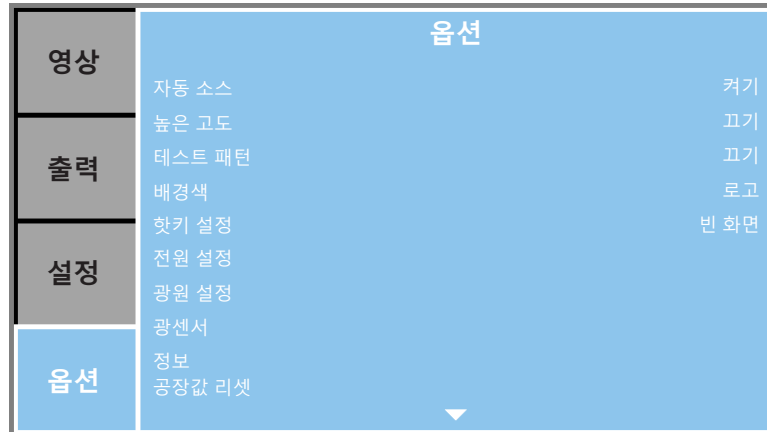 영상
출력
설정
옵션
옵션
자동 소스 켜기
높은 고도 끄기
테스트 패턴 끄기
배경색 로고
핫키 설정 빈 화면
전원 설정
광원 설정
광센서
정보
공장값 리셋